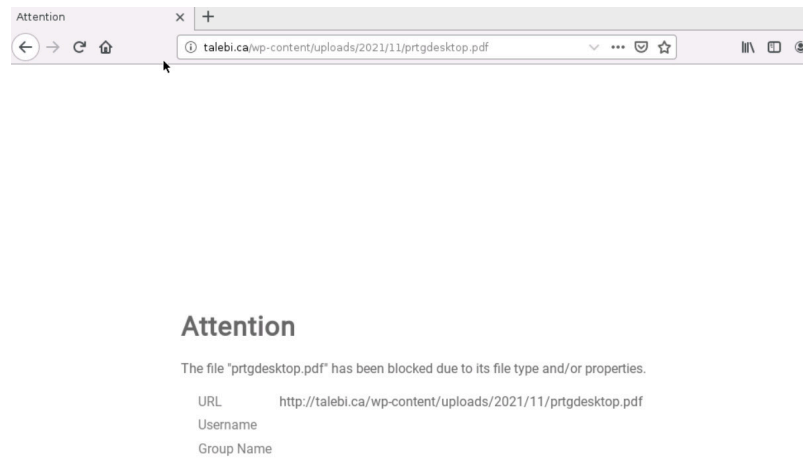 Attention
talebi.ca/wp-content/uploads/2021/11/prtgdesktop.pdf
Attention
The file "prtgdesktop.pdf" has been blocked due to its file type and/or properties.
URL http://talebi.ca/wp-content/uploads/2021/11/prtgdesktop.pdf
Username
Group Name